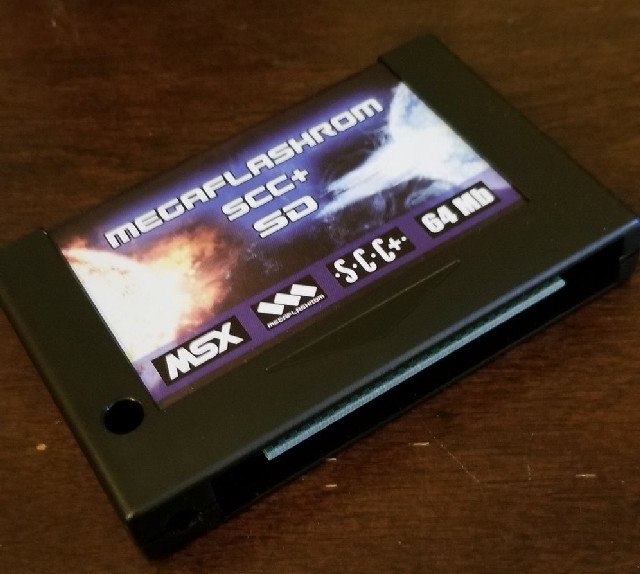 MEGAFLASHROM
SCC+
SD
MSX
MEGAFLASHROM
·S·C·C+·
64 Mb